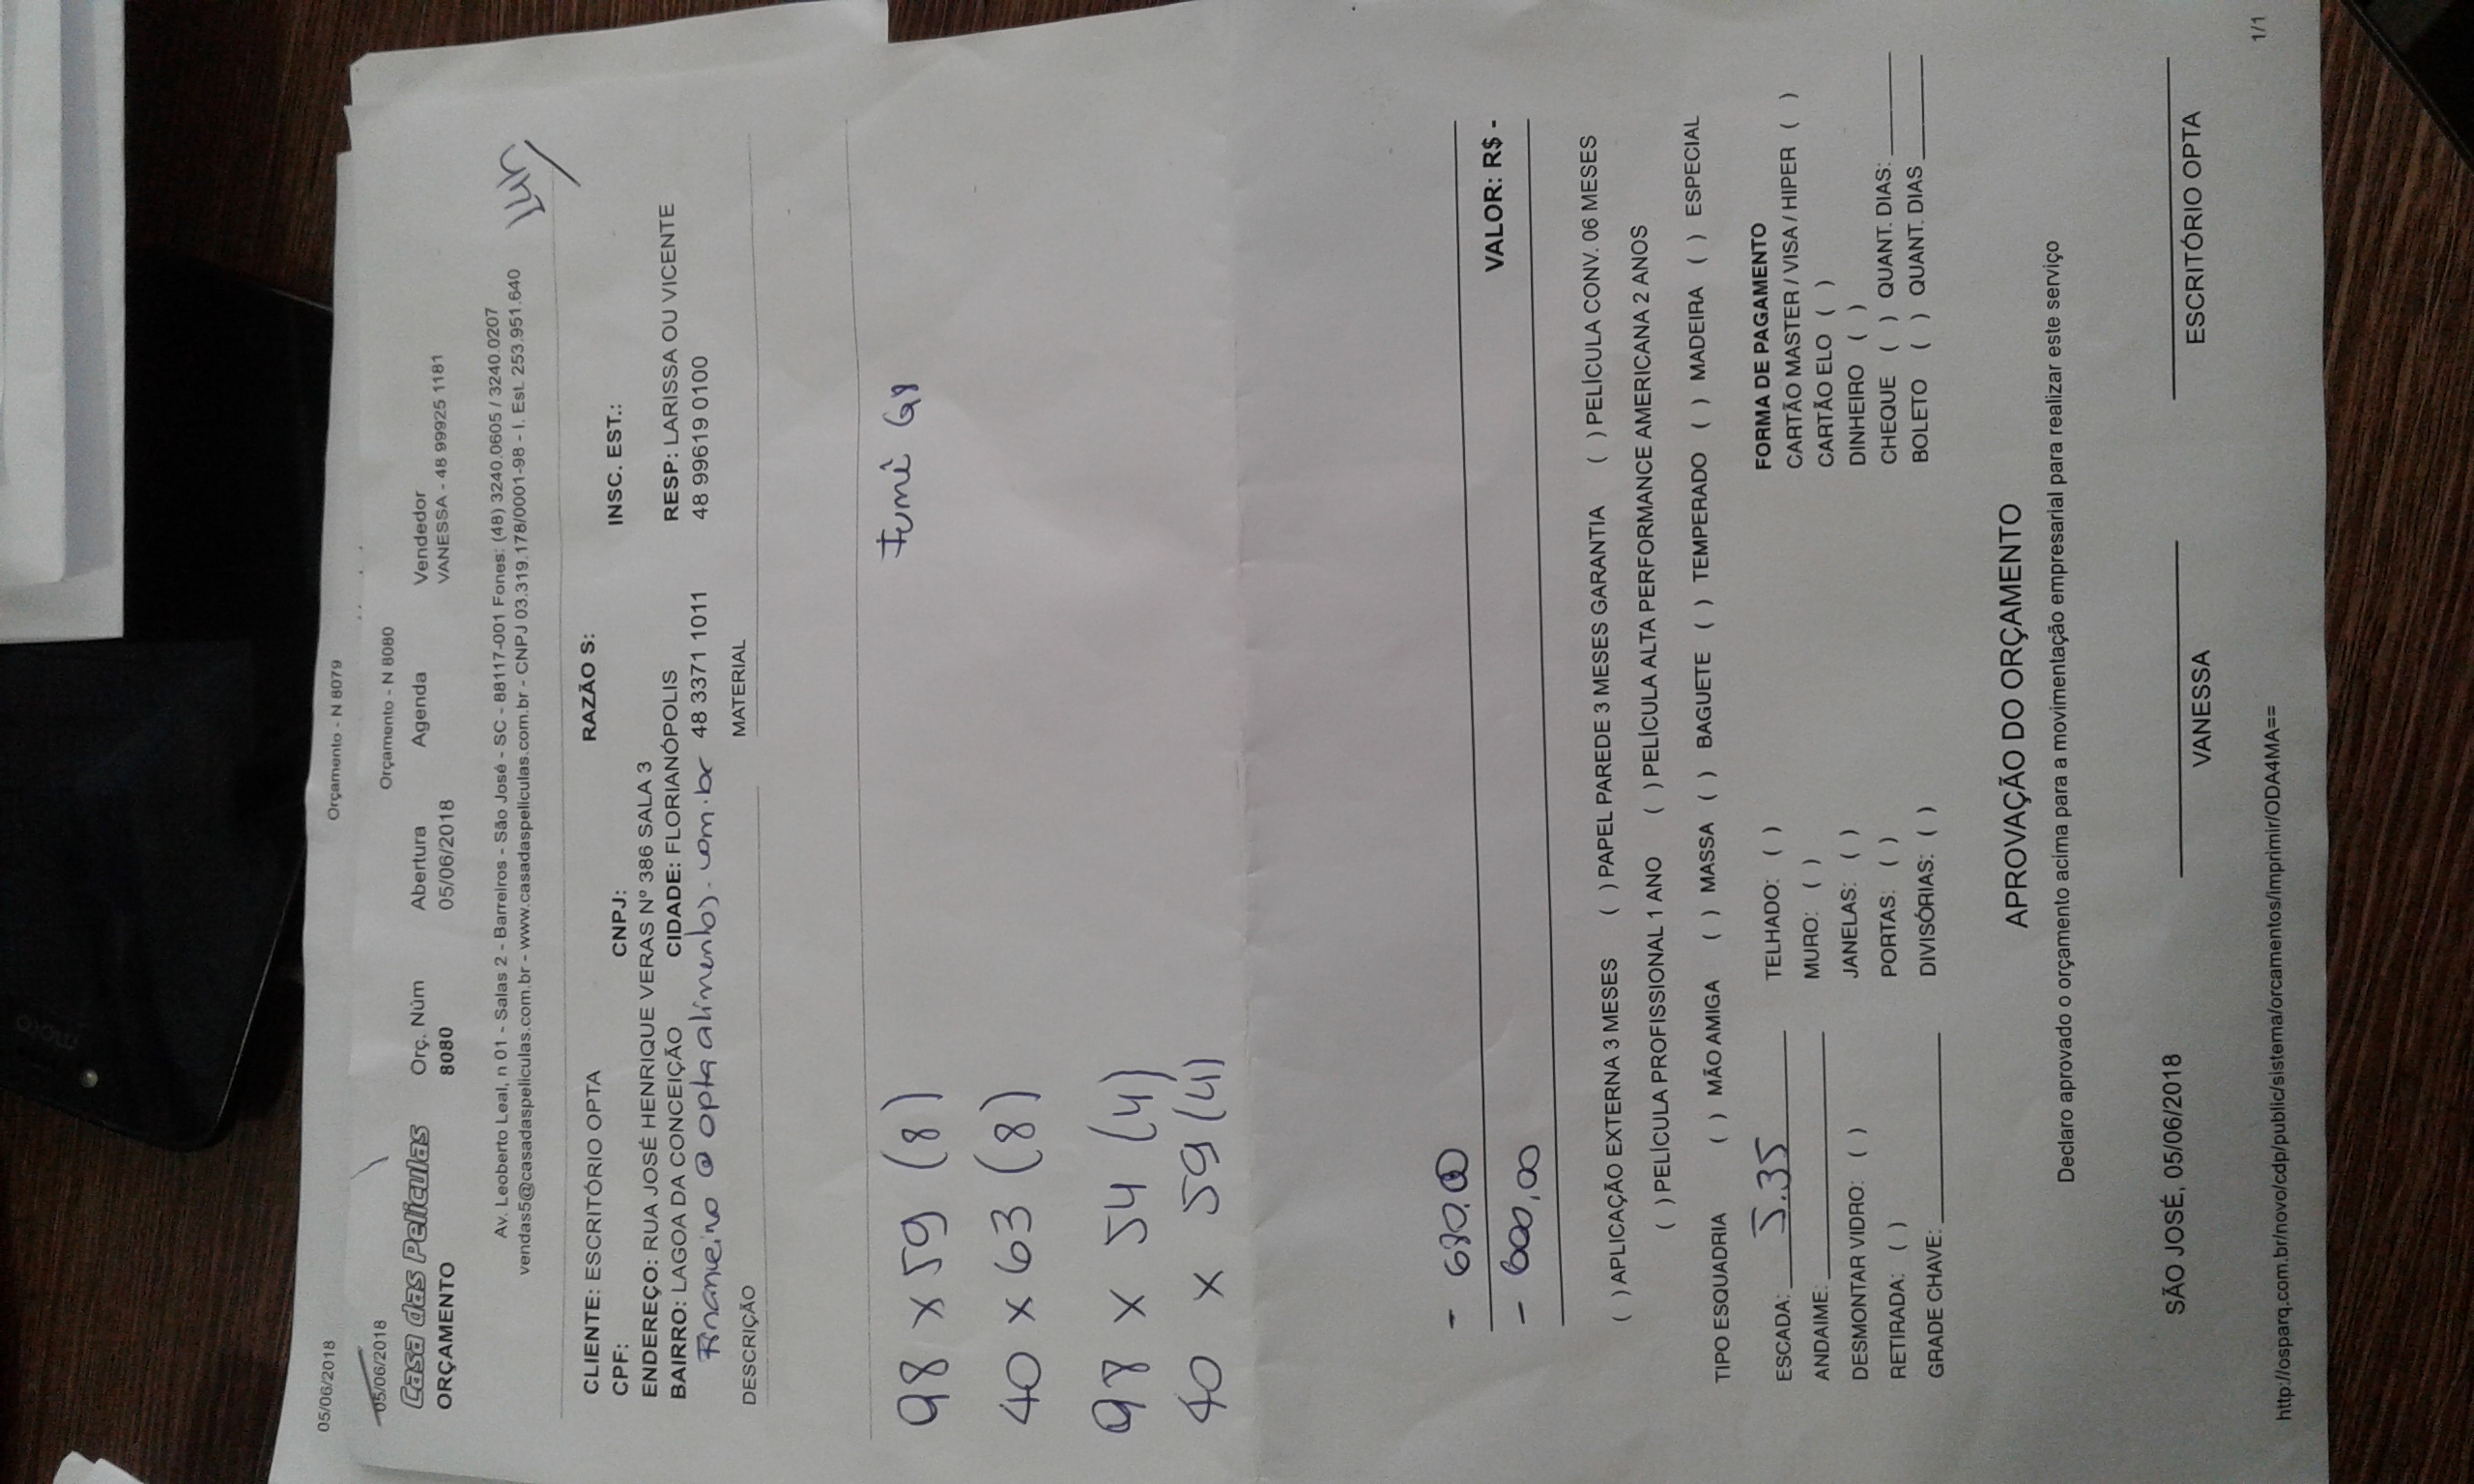 05/06/2018 Orçamento - N 8079
05/06/2018 Orçamento - N 8080
Casa das Películas Orç. Núm Abertura Agenda Vendedor
ORÇAMENTO 8080 05/06/2018 VANESSA - 48 99925 1181
Av. Leoberto Leal, n 01 - Salas 2 - Barreiros - São José - SC - 88117-001 Fones: (48) 3240.0605 / 3240.0207
vendas5@casadaspeliculas.com.br - www.casadaspeliculas.com.br - CNPJ 03.319.178/0001-98 - I. Est. 253.951.640
CLIENTE: ESCRITÓRIO OPTA RAZÃO S:
CPF: CNPJ: INSC. EST.:
ENDEREÇO: RUA JOSÉ HENRIQUE VERAS Nº 386 SALA 3
BAIRRO: LAGOA DA CONCEIÇÃO CIDADE: FLORIANÓPOLIS RESP: LARISSA OU VICENTE
Financeiro@optaalimentos.com.br 48 3371 1011 48 99619 0100
DESCRIÇÃO MATERIAL
98 x 59 (8) Fumê G8
40 x 63 (8)
98 x 54 (4)
40 x 59 (4)
- 680,00
VALOR: R$ -
- 600,00
( ) APLICAÇÃO EXTERNA 3 MESES ( ) PAPEL PAREDE 3 MESES GARANTIA ( ) PELÍCULA CONV. 06 MESES
( ) PELÍCULA PROFISSIONAL 1 ANO ( ) PELÍCULA ALTA PERFORMANCE AMERICANA 2 ANOS
TIPO ESQUADRIA ( ) MÃO AMIGA ( ) MASSA ( ) BAGUETE ( ) TEMPERADO ( ) MADEIRA ( ) ESPECIAL
ESCADA: 5.35 TELHADO: ( ) FORMA DE PAGAMENTO
ANDAIME: MURO: ( ) CARTÃO MASTER / VISA / HIPER ( )
DESMONTAR VIDRO: ( ) JANELAS: ( ) CARTÃO ELO ( )
RETIRADA: ( ) PORTAS: ( ) DINHEIRO ( )
GRADE CHAVE: DIVISÓRIAS: ( ) CHEQUE ( ) QUANT. DIAS:
BOLETO ( ) QUANT. DIAS
APROVAÇÃO DO ORÇAMENTO
Declaro aprovado o orçamento acima para a movimentação empresarial para realizar este serviço
SÃO JOSÉ, 05/06/2018
VANESSA ESCRITÓRIO OPTA
http://osparq.com.br/novo/cdp/public/sistema/orcamentos/imprimir/ODA4MA== 1/1